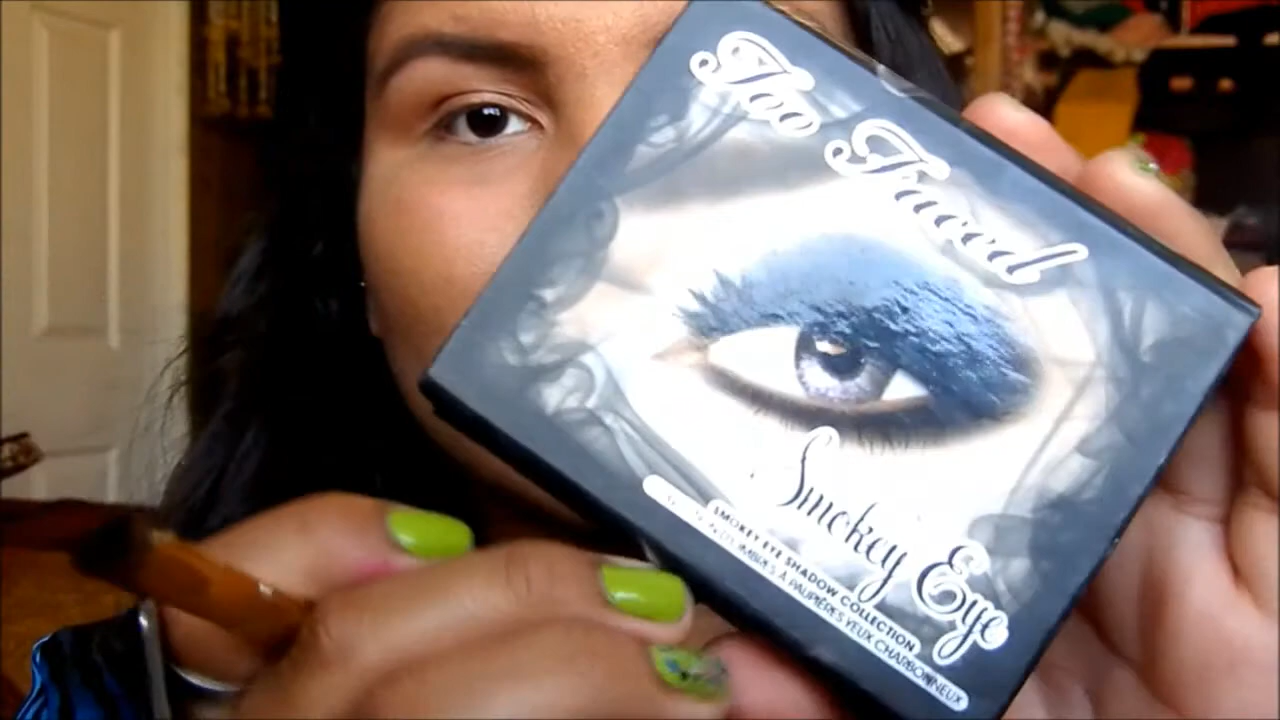 Too Faced
Smokey Eye
SMOKEY EYE SHADOW COLLECTION
À PAUPIÈRES YEUX CHARBONNEUX